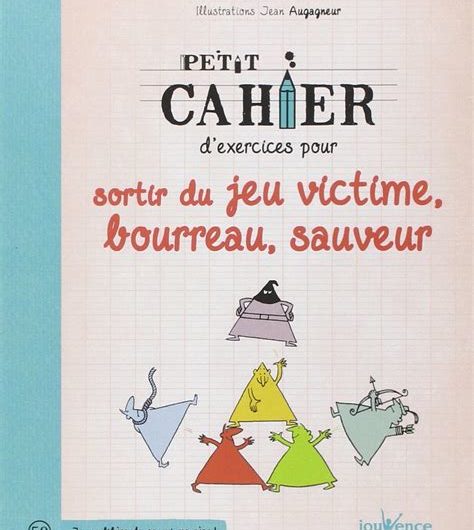 Illustrations Jean Augagneur
PETIT
CAHIER
d'exercices pour
sortir du jeu victime,
bourreau, sauveur
jouvence